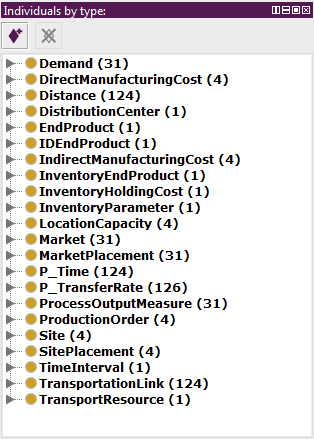 Individuals by type:
Demand (31)
DirectManufacturingCost (4)
Distance (124)
DistributionCenter (1)
EndProduct (1)
IDEndProduct (1)
IndirectManufacturingCost (4)
InventoryEndProduct (1)
InventoryHoldingCost (1)
InventoryParameter (1)
LocationCapacity (4)
Market (31)
MarketPlacement (31)
P_Time (124)
P_TransferRate (126)
ProcessOutputMeasure (31)
ProductionOrder (4)
Site (4)
SitePlacement (4)
TimeInterval (1)
TransportationLink (124)
TransportResource (1)